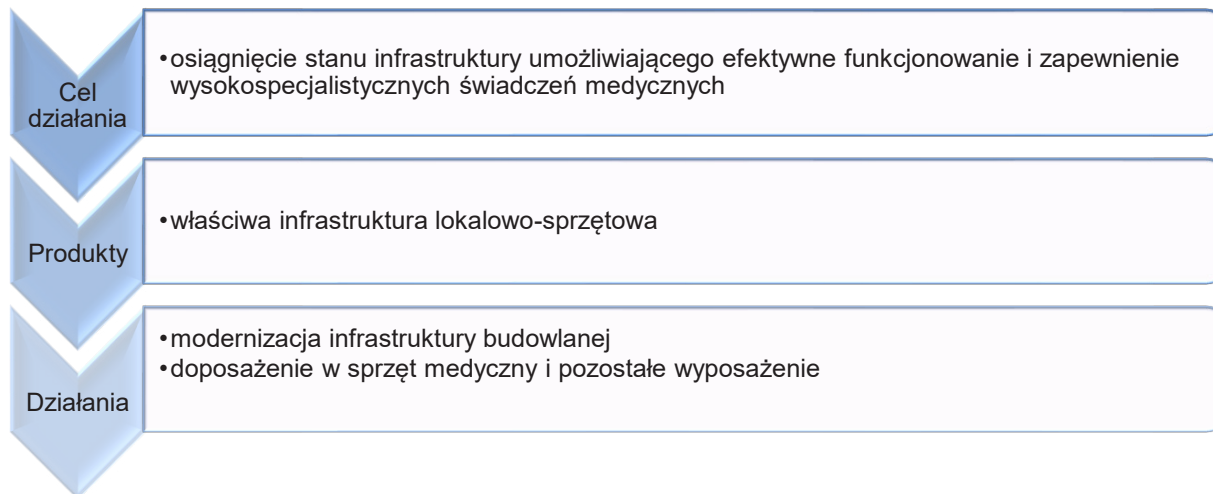 Cel
działania
•osiągnięcie stanu infrastruktury umożliwiającego efektywne funkcjonowanie i zapewnienie
wysokospecjalistycznych świadczeń medycznych
Produkty
•właściwa infrastruktura lokalowo-sprzętowa
Działania
•modernizacja infrastruktury budowlanej
•doposażenie w sprzęt medyczny i pozostałe wyposażenie